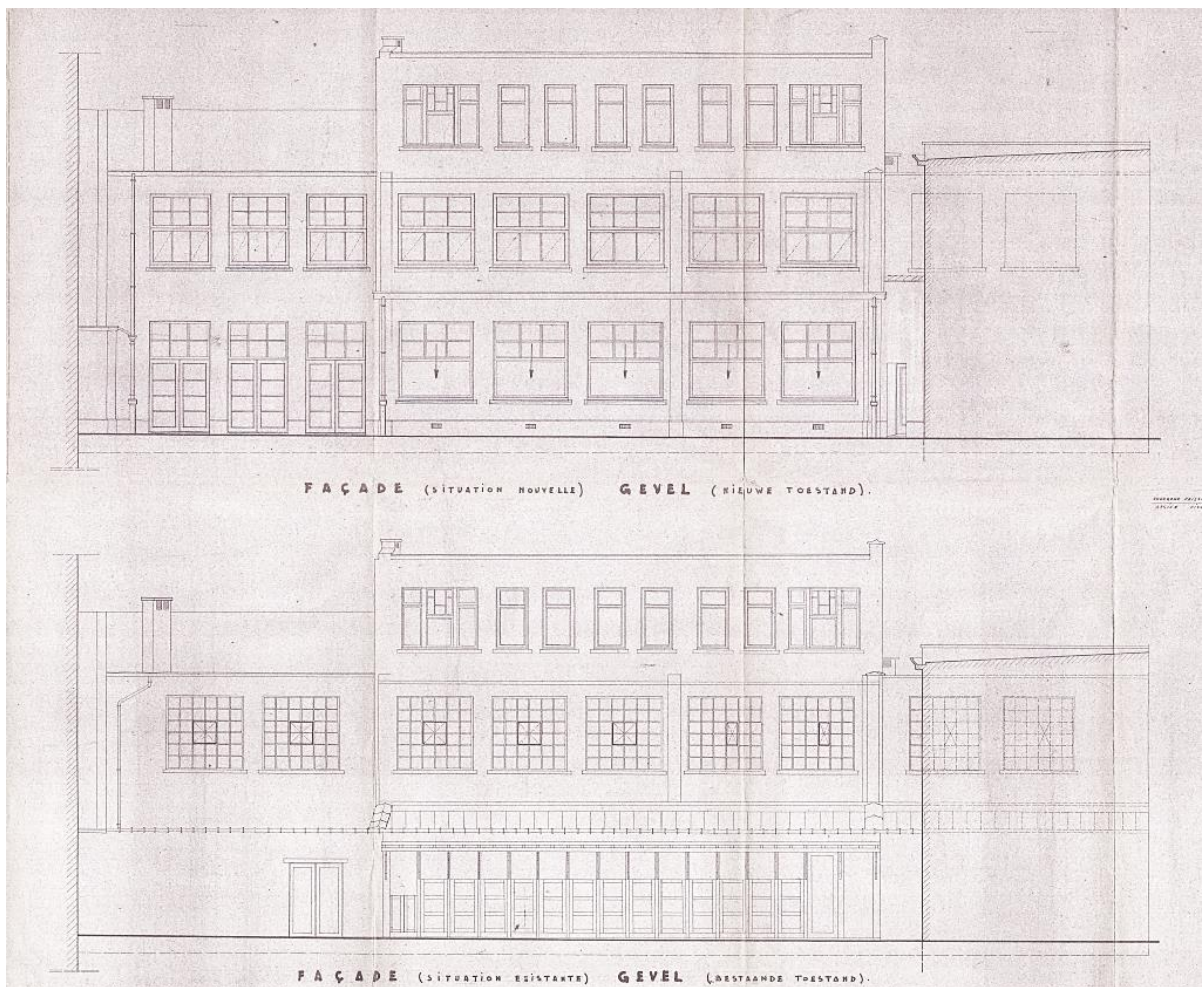 FAÇADE (SITUATION NOUVELLE) GEVEL (NIEUWE TOESTAND).
FAÇADE (SITUATION EXISTANTE) GEVEL (BESTAANDE TOESTAND).